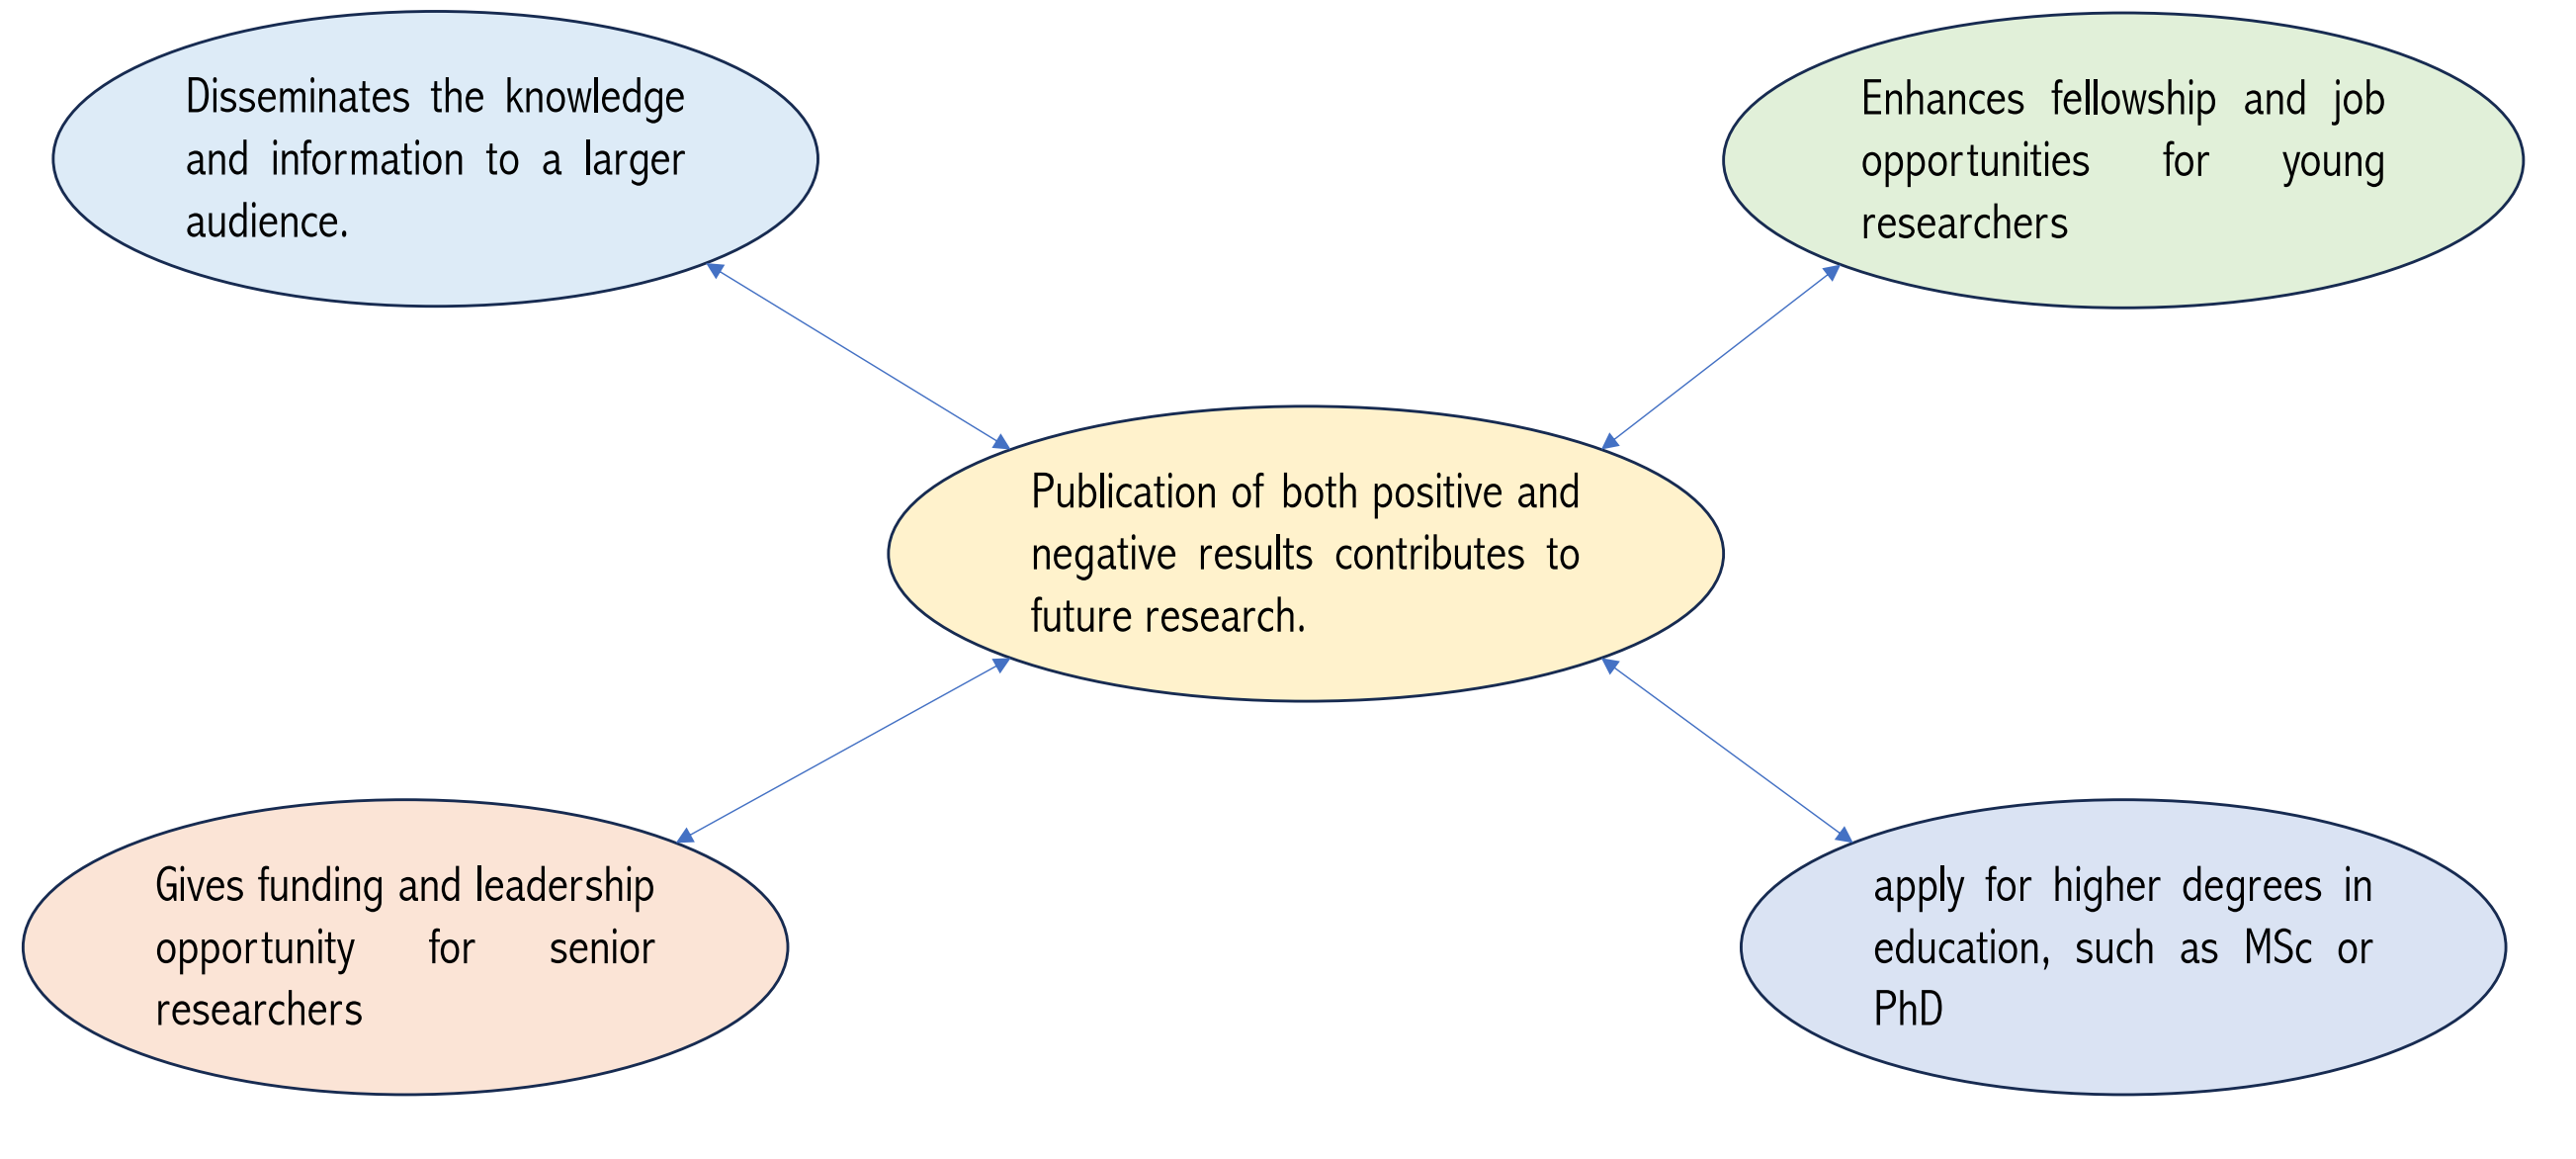 Disseminates the knowledge
and information to a larger
audience.
Enhances fellowship and job
opportunities for young
researchers
Publication of both positive and
negative results contributes to
future research.
Gives funding and leadership
opportunity for senior
researchers
apply for higher degrees in
education, such as MSc or
PhD